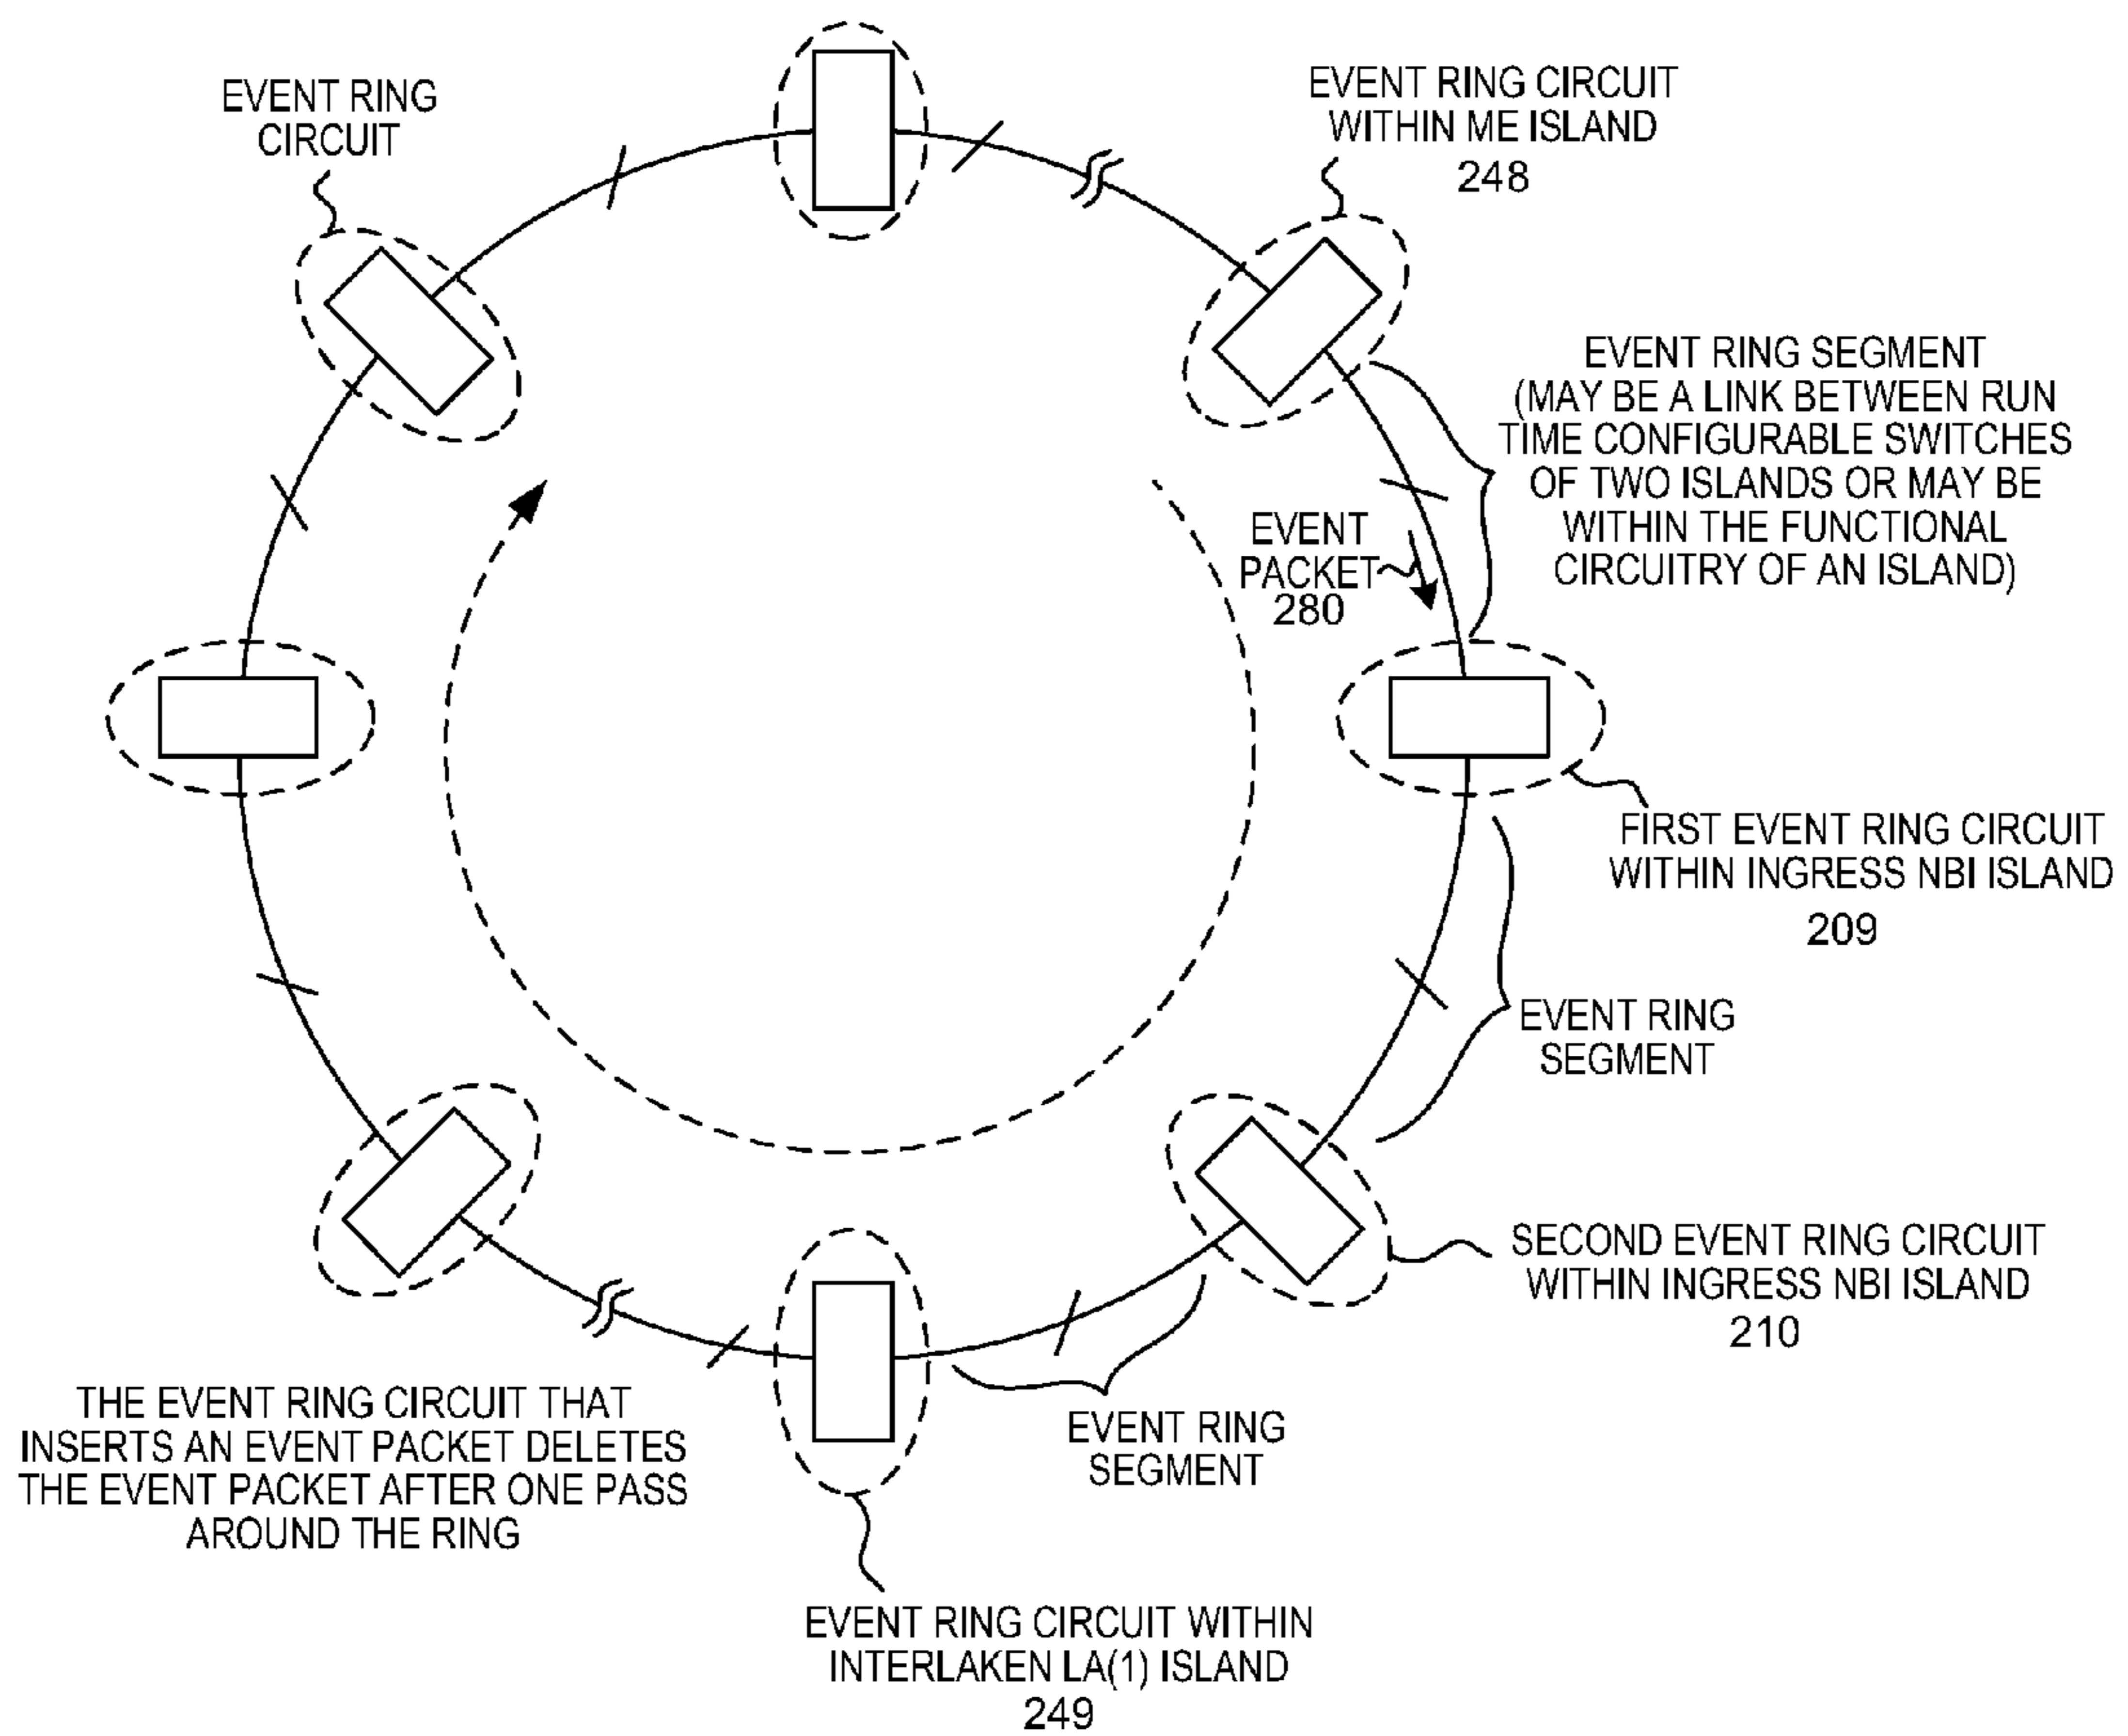 EVENT RING
CIRCUIT
EVENT RING CIRCUIT
WITHIN ME ISLAND
248
EVENT RING SEGMENT
(MAY BE A LINK BETWEEN RUN
TIME CONFIGURABLE SWITCHES
OF TWO ISLANDS OR MAY BE
WITHIN THE FUNCTIONAL
CIRCUITRY OF AN ISLAND)
EVENT
PACKET
280
FIRST EVENT RING CIRCUIT
WITHIN INGRESS NBI ISLAND
209
EVENT RING
SEGMENT
SECOND EVENT RING CIRCUIT
WITHIN INGRESS NBI ISLAND
210
EVENT RING
SEGMENT
THE EVENT RING CIRCUIT THAT
INSERTS AN EVENT PACKET DELETES
THE EVENT PACKET AFTER ONE PASS
AROUND THE RING
EVENT RING CIRCUIT WITHIN
INTERLAKEN LA(1) ISLAND
249